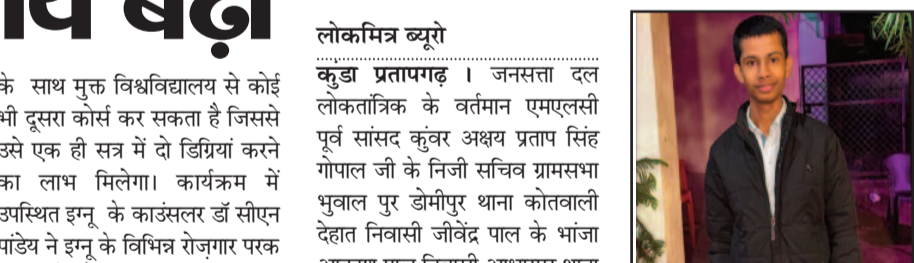 बढ़ा
के साथ मुक्त विश्वविद्यालय से कोई
भी दूसरा कोर्स कर सकता है जिससे
उसे एक ही सत्र में दो डिग्रियां करने
का लाभ मिलेगा। कार्यक्रम में
उपस्थित इग्नू के काउंसलर डॉ सीएन
पांडेय ने इग्नू के विभिन्न रोज़गार परक
लोकमित्र ब्यूरो
कुंडा प्रतापगढ़ । जनसत्ता दल
लोकतांत्रिक के वर्तमान एमएलसी
पूर्व सांसद कुंवर अक्षय प्रताप सिंह
गोपाल जी के निजी सचिव ग्रामसभा
भुवाल पुर डोमीपुर थाना कोतवाली
देहात निवासी जीवेंद्र पाल के भांजा